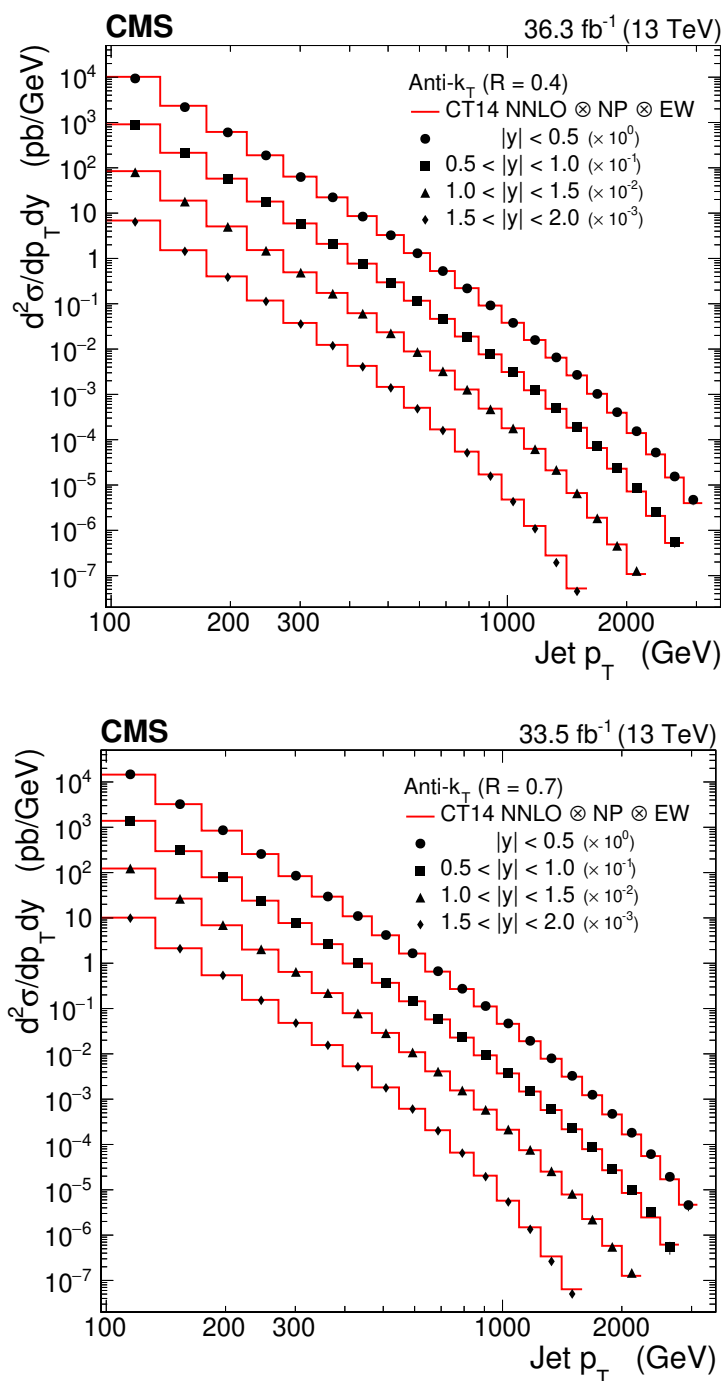 CMS 36.3 fb⁻¹ (13 TeV)
d²σ/dp_T dy (pb/GeV)
10⁴
10³
10²
10
1
10⁻¹
10⁻²
10⁻³
10⁻⁴
10⁻⁵
10⁻⁶
10⁻⁷
Anti-k_T (R = 0.4)
CT14 NNLO ⊗ NP ⊗ EW
|y| < 0.5 (× 10⁰)
0.5 < |y| < 1.0 (× 10⁻¹)
1.0 < |y| < 1.5 (× 10⁻²)
1.5 < |y| < 2.0 (× 10⁻³)
100 200 300 1000 2000
Jet p_T (GeV)
CMS 33.5 fb⁻¹ (13 TeV)
d²σ/dp_T dy (pb/GeV)
10⁴
10³
10²
10
1
10⁻¹
10⁻²
10⁻³
10⁻⁴
10⁻⁵
10⁻⁶
10⁻⁷
Anti-k_T (R = 0.7)
CT14 NNLO ⊗ NP ⊗ EW
|y| < 0.5 (× 10⁰)
0.5 < |y| < 1.0 (× 10⁻¹)
1.0 < |y| < 1.5 (× 10⁻²)
1.5 < |y| < 2.0 (× 10⁻³)
100 200 300 1000 2000
Jet p_T (GeV)